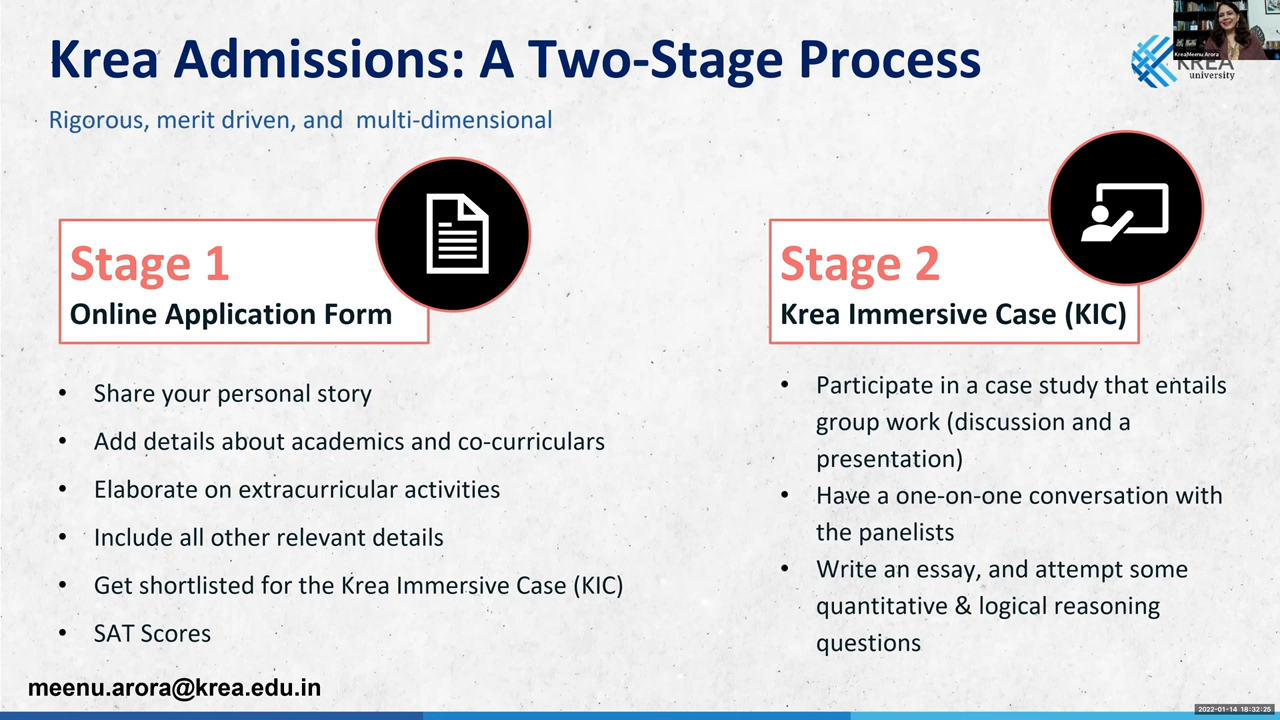 Krea Admissions: A Two-Stage Process
Rigorous, merit driven, and multi-dimensional
KreaMeenu Arora
KREA
university
Stage 1
Online Application Form
• Share your personal story
• Add details about academics and co-curriculars
• Elaborate on extracurricular activities
• Include all other relevant details
• Get shortlisted for the Krea Immersive Case (KIC)
• SAT Scores
Stage 2
Krea Immersive Case (KIC)
• Participate in a case study that entails
group work (discussion and a
presentation)
• Have a one-on-one conversation with
the panelists
• Write an essay, and attempt some
quantitative & logical reasoning
questions
meenu.arora@krea.edu.in
2022-01-14 18:32:25